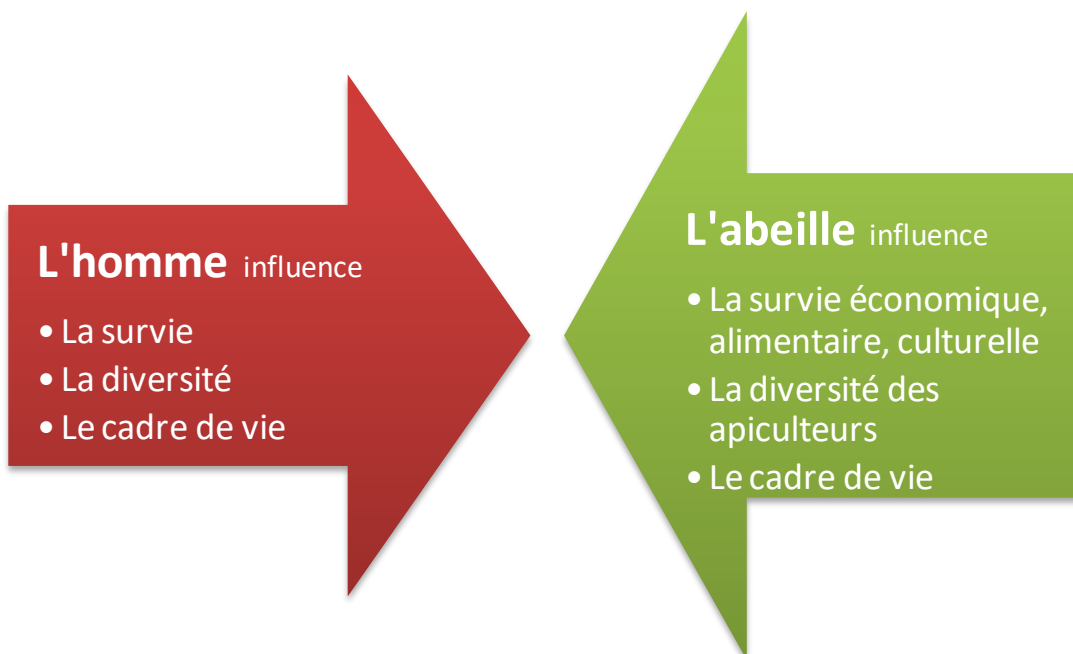 L'homme influence
• La survie
• La diversité
• Le cadre de vie
L'abeille influence
• La survie économique,
alimentaire, culturelle
• La diversité des
apiculteurs
• Le cadre de vie